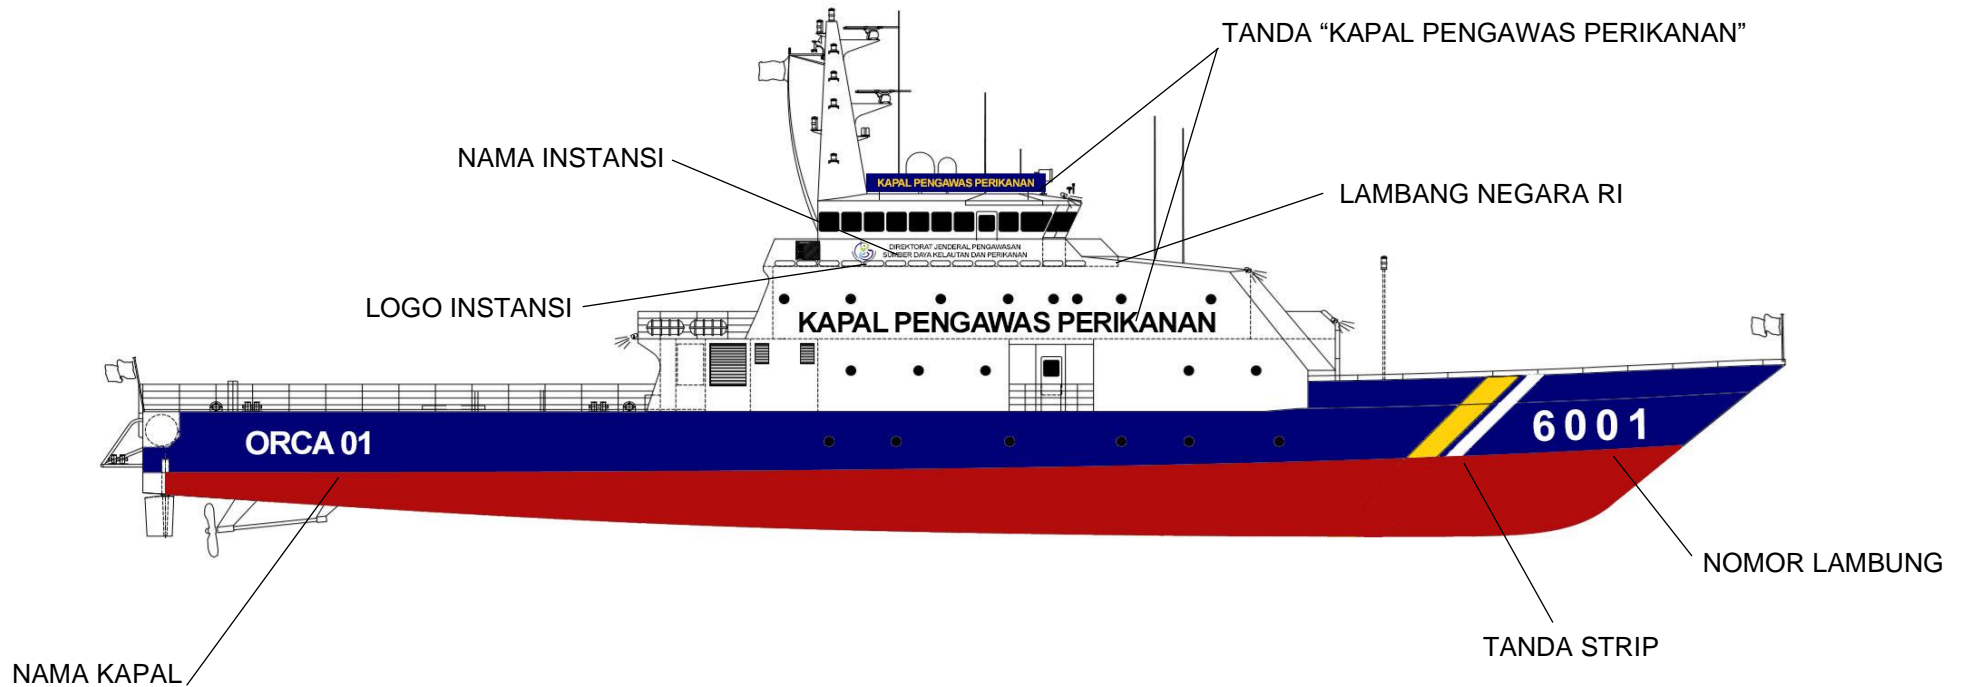 TANDA “KAPAL PENGAWAS PERIKANAN”
NAMA INSTANSI
KAPAL PENGAWAS PERIKANAN
LAMBANG NEGARA RI
DIREKTORAT JENDERAL PENGAWASAN
SUMBER DAYA KELAUTAN DAN PERIKANAN
LOGO INSTANSI
KAPAL PENGAWAS PERIKANAN
ORCA 01
6001
NOMOR LAMBUNG
TANDA STRIP
NAMA KAPAL